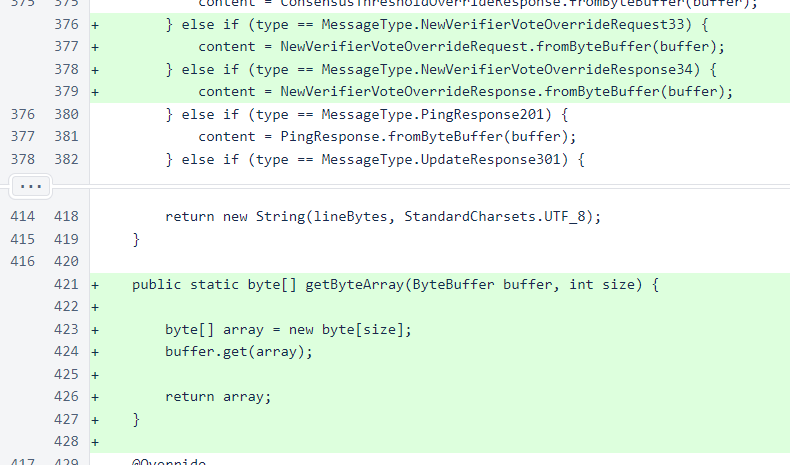 375 375 content = ConsensusThresholdOverrideResponse.fromByteBuffer(buffer);
376 + } else if (type == MessageType.NewVerifierVoteOverrideRequest33) {
377 + content = NewVerifierVoteOverrideRequest.fromByteBuffer(buffer);
378 + } else if (type == MessageType.NewVerifierVoteOverrideResponse34) {
379 + content = NewVerifierVoteOverrideResponse.fromByteBuffer(buffer);
376 380 } else if (type == MessageType.PingResponse201) {
377 381 content = PingResponse.fromByteBuffer(buffer);
378 382 } else if (type == MessageType.UpdateResponse301) {
...
414 418 return new String(lineBytes, StandardCharsets.UTF_8);
415 419 }
416 420
421 + public static byte[] getByteArray(ByteBuffer buffer, int size) {
422 +
423 + byte[] array = new byte[size];
424 + buffer.get(array);
425 +
426 + return array;
427 + }
428 +
417 429 @Override